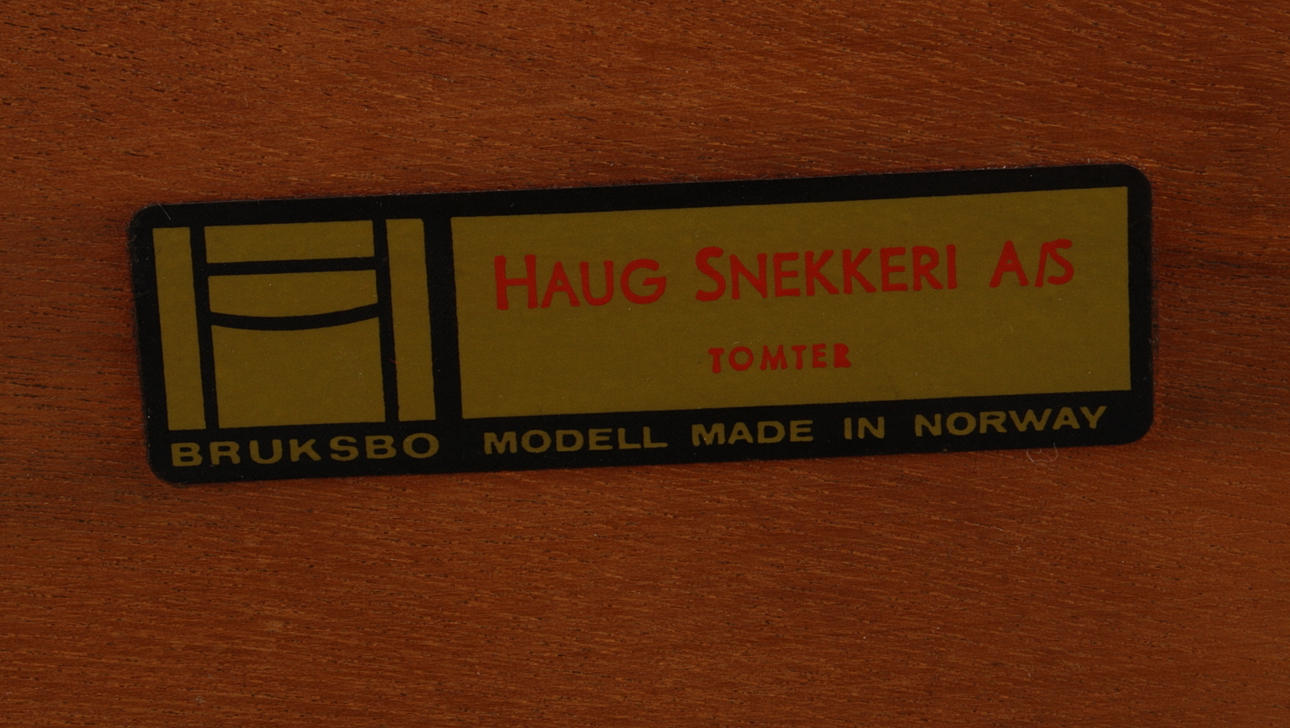 HAUG SNEKKERI A/S
TOMTER
BRUKSBO MODELL MADE IN NORWAY